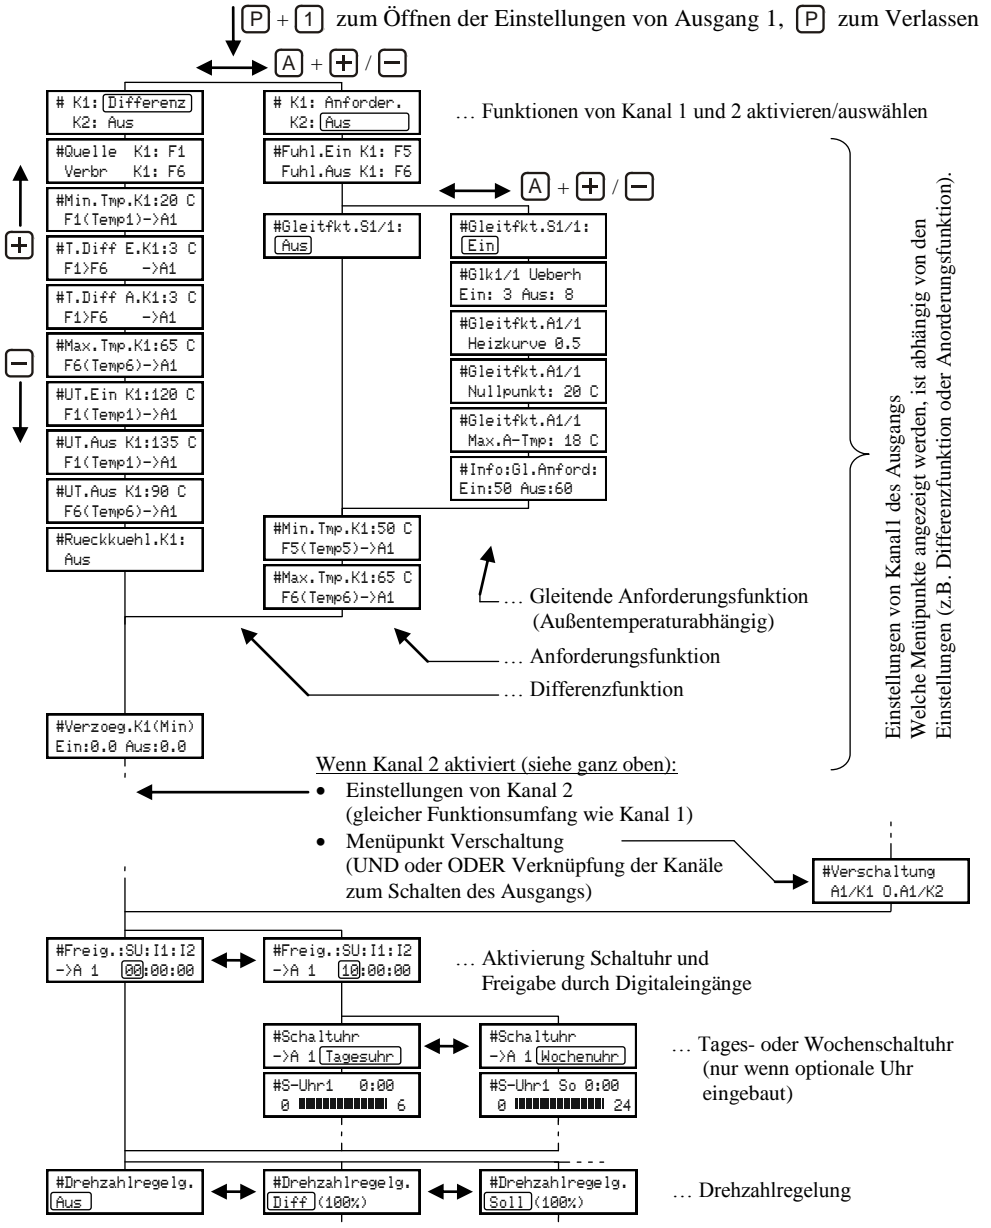 P + 1 zum Öffnen der Einstellungen von Ausgang 1, P zum Verlassen
A + + / −
# K1: Differenz
K2: Aus
# K1: Anforder.
K2: Aus
… Funktionen von Kanal 1 und 2 aktivieren/auswählen
#Quelle K1: F1
Verbr K1: F6
#Fuhl.Ein K1: F5
Fuhl.Aus K1: F6
A + + / −
#Min.Tmp.K1:20 C
F1(Temp1)->A1
#Gleitfkt.S1/1:
Aus
#Gleitfkt.S1/1:
Ein
+
#T.Diff E.K1:3 C
F1>F6 ->A1
#Glk1/1 Ueberh
Ein: 3 Aus: 8
#T.Diff A.K1:3 C
F1>F6 ->A1
#Gleitfkt.A1/1
Heizkurve 0.5
−
#Max.Tmp.K1:65 C
F6(Temp6)->A1
#Gleitfkt.A1/1
Nullpunkt: 20 C
#UT.Ein K1:120 C
F1(Temp1)->A1
#Gleitfkt.A1/1
Max.A-Tmp: 18 C
#UT.Aus K1:135 C
F1(Temp1)->A1
#Info:Gl.Anford:
Ein:50 Aus:60
#UT.Aus K1:90 C
F6(Temp6)->A1
#Rueckkuehl.K1:
Aus
#Min.Tmp.K1:50 C
F5(Temp5)->A1
#Max.Tmp.K1:65 C
F6(Temp6)->A1
… Gleitende Anforderungsfunktion
(Außentemperaturabhängig)
… Anforderungsfunktion
… Differenzfunktion
Einstellungen von Kanal1 des Ausgangs
Welche Menüpunkte angezeigt werden, ist abhängig von den
Einstellungen (z.B. Differenzfunktion oder Anorderungsfunktion).
#Verzoeg.K1(Min)
Ein:0.0 Aus:0.0
Wenn Kanal 2 aktiviert (siehe ganz oben):
• Einstellungen von Kanal 2
(gleicher Funktionsumfang wie Kanal 1)
• Menüpunkt Verschaltung
(UND oder ODER Verknüpfung der Kanäle
zum Schalten des Ausgangs)
#Verschaltung
A1/K1 O.A1/K2
#Freig.:SU:I1:I2
->A 1 00:00:00
#Freig.:SU:I1:I2
->A 1 10:00:00
… Aktivierung Schaltuhr und
Freigabe durch Digitaleingänge
#Schaltuhr
->A 1 Tagesuhr
#Schaltuhr
->A 1 Wochenuhr
… Tages- oder Wochenschaltuhr
(nur wenn optionale Uhr
eingebaut)
#S-Uhr1 0:00
0 6
#S-Uhr1 So 0:00
0 24
#Drehzahlregelg.
Aus
#Drehzahlregelg.
Diff (100%)
#Drehzahlregelg.
Soll (100%)
… Drehzahlregelung